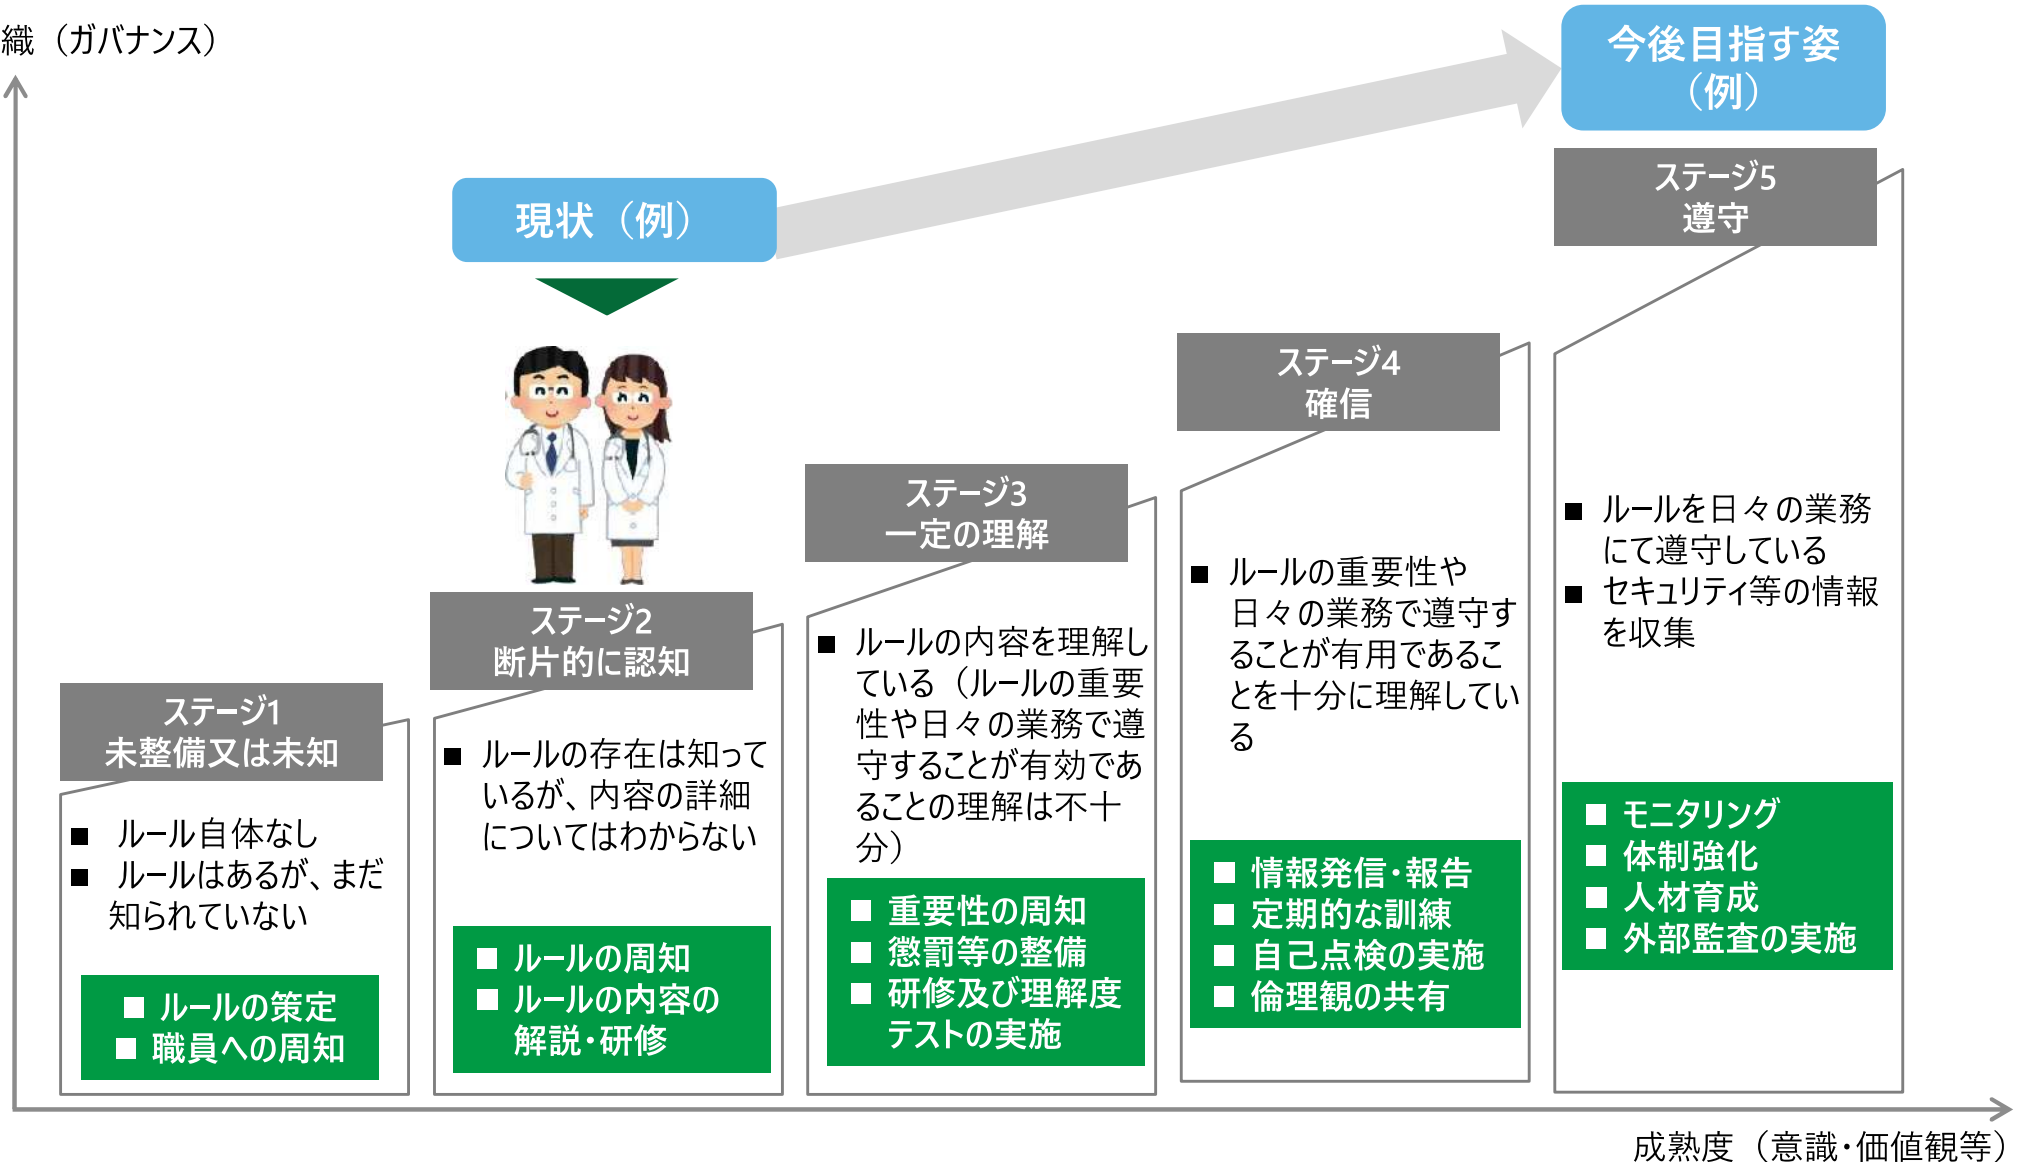 織（ガバナンス）
今後目指す姿
（例）
現状（例）
ステージ5
遵守
■ ルールを日々の業務
にて遵守している
■ セキュリティ等の情報
を収集
■ モニタリング
■ 体制強化
■ 人材育成
■ 外部監査の実施
ステージ4
確信
■ ルールの重要性や
日々の業務で遵守す
ることが有用であるこ
とを十分に理解してい
る
■ 情報発信・報告
■ 定期的な訓練
■ 自己点検の実施
■ 倫理観の共有
ステージ3
一定の理解
■ ルールの内容を理解し
ている（ルールの重要
性や日々の業務で遵
守することが有効であ
ることの理解は不十
分）
■ 重要性の周知
■ 懲罰等の整備
■ 研修及び理解度
テストの実施
ステージ2
断片的に認知
■ ルールの存在は知って
いるが、内容の詳細
についてはわからない
■ ルールの周知
■ ルールの内容の
解説・研修
ステージ1
未整備又は未知
■ ルール自体なし
■ ルールはあるが、まだ
知られていない
■ ルールの策定
■ 職員への周知
成熟度（意識・価値観等）